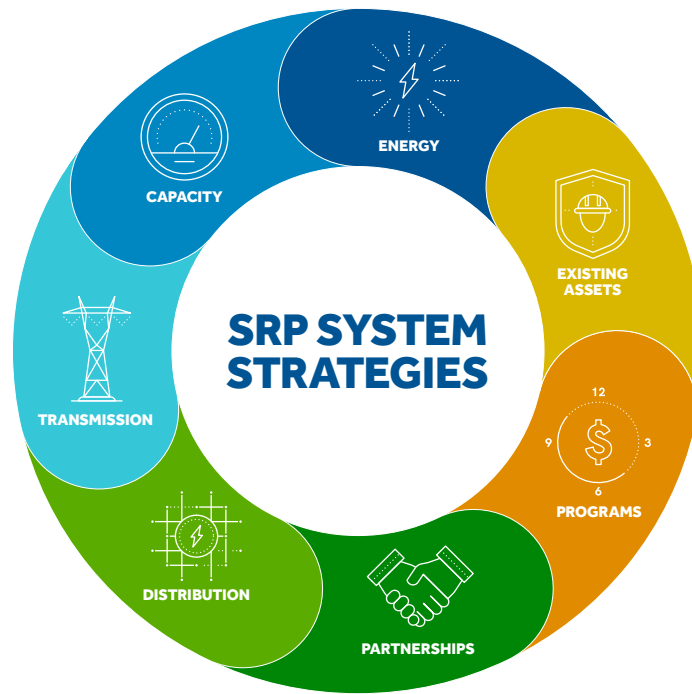 SRP SYSTEM
STRATEGIES
ENERGY
EXISTING
ASSETS
12
9
3
6
PROGRAMS
PARTNERSHIPS
DISTRIBUTION
TRANSMISSION
CAPACITY